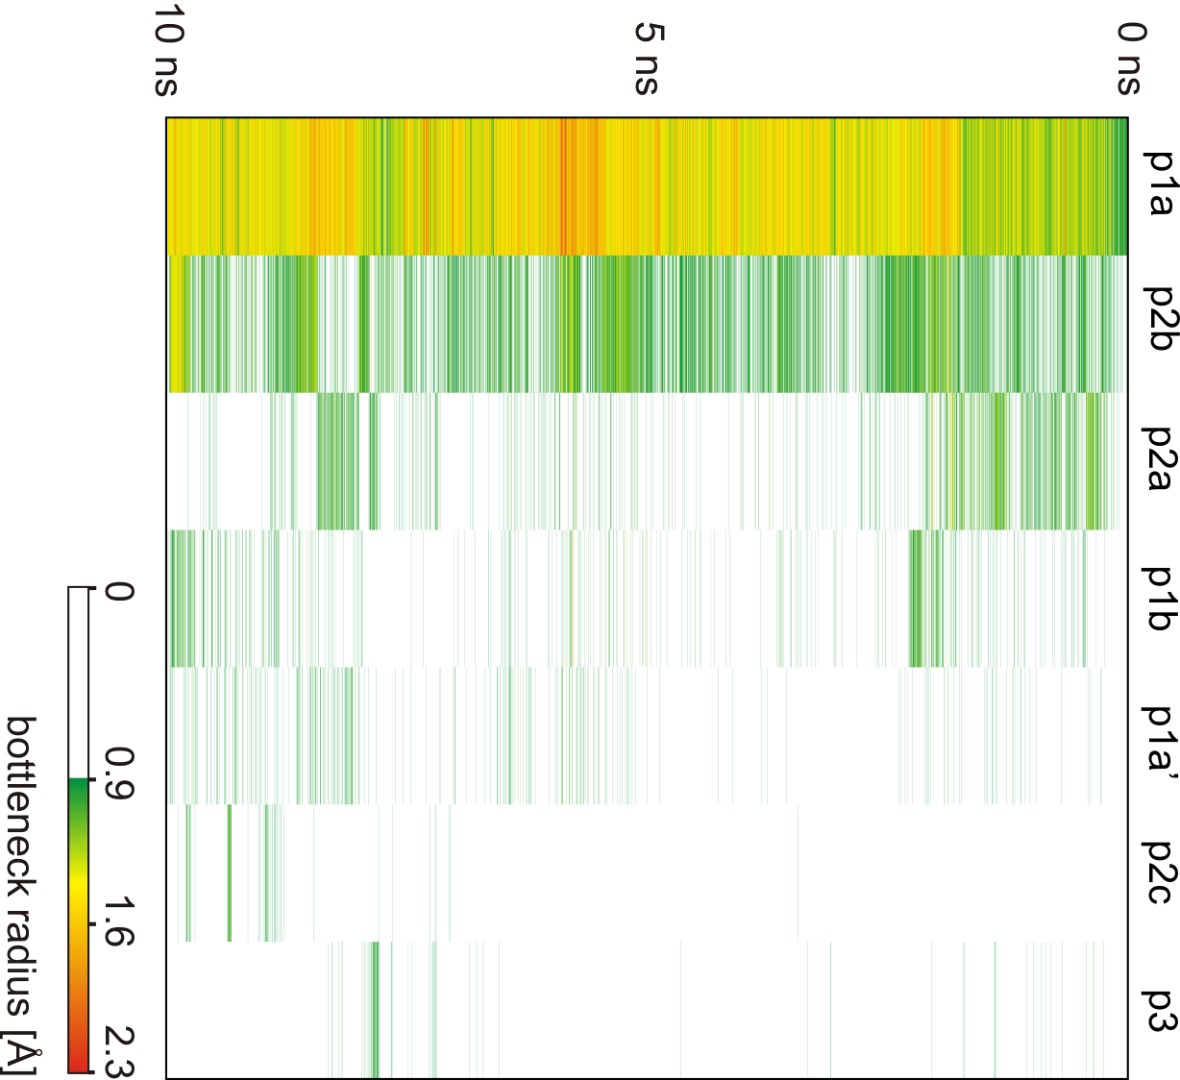 0 ns
5 ns
10 ns
p1a
p2b
p2a
p1b
p1a’
p2c
p3
0
0.9
1.6
2.3
bottleneck radius [Å]